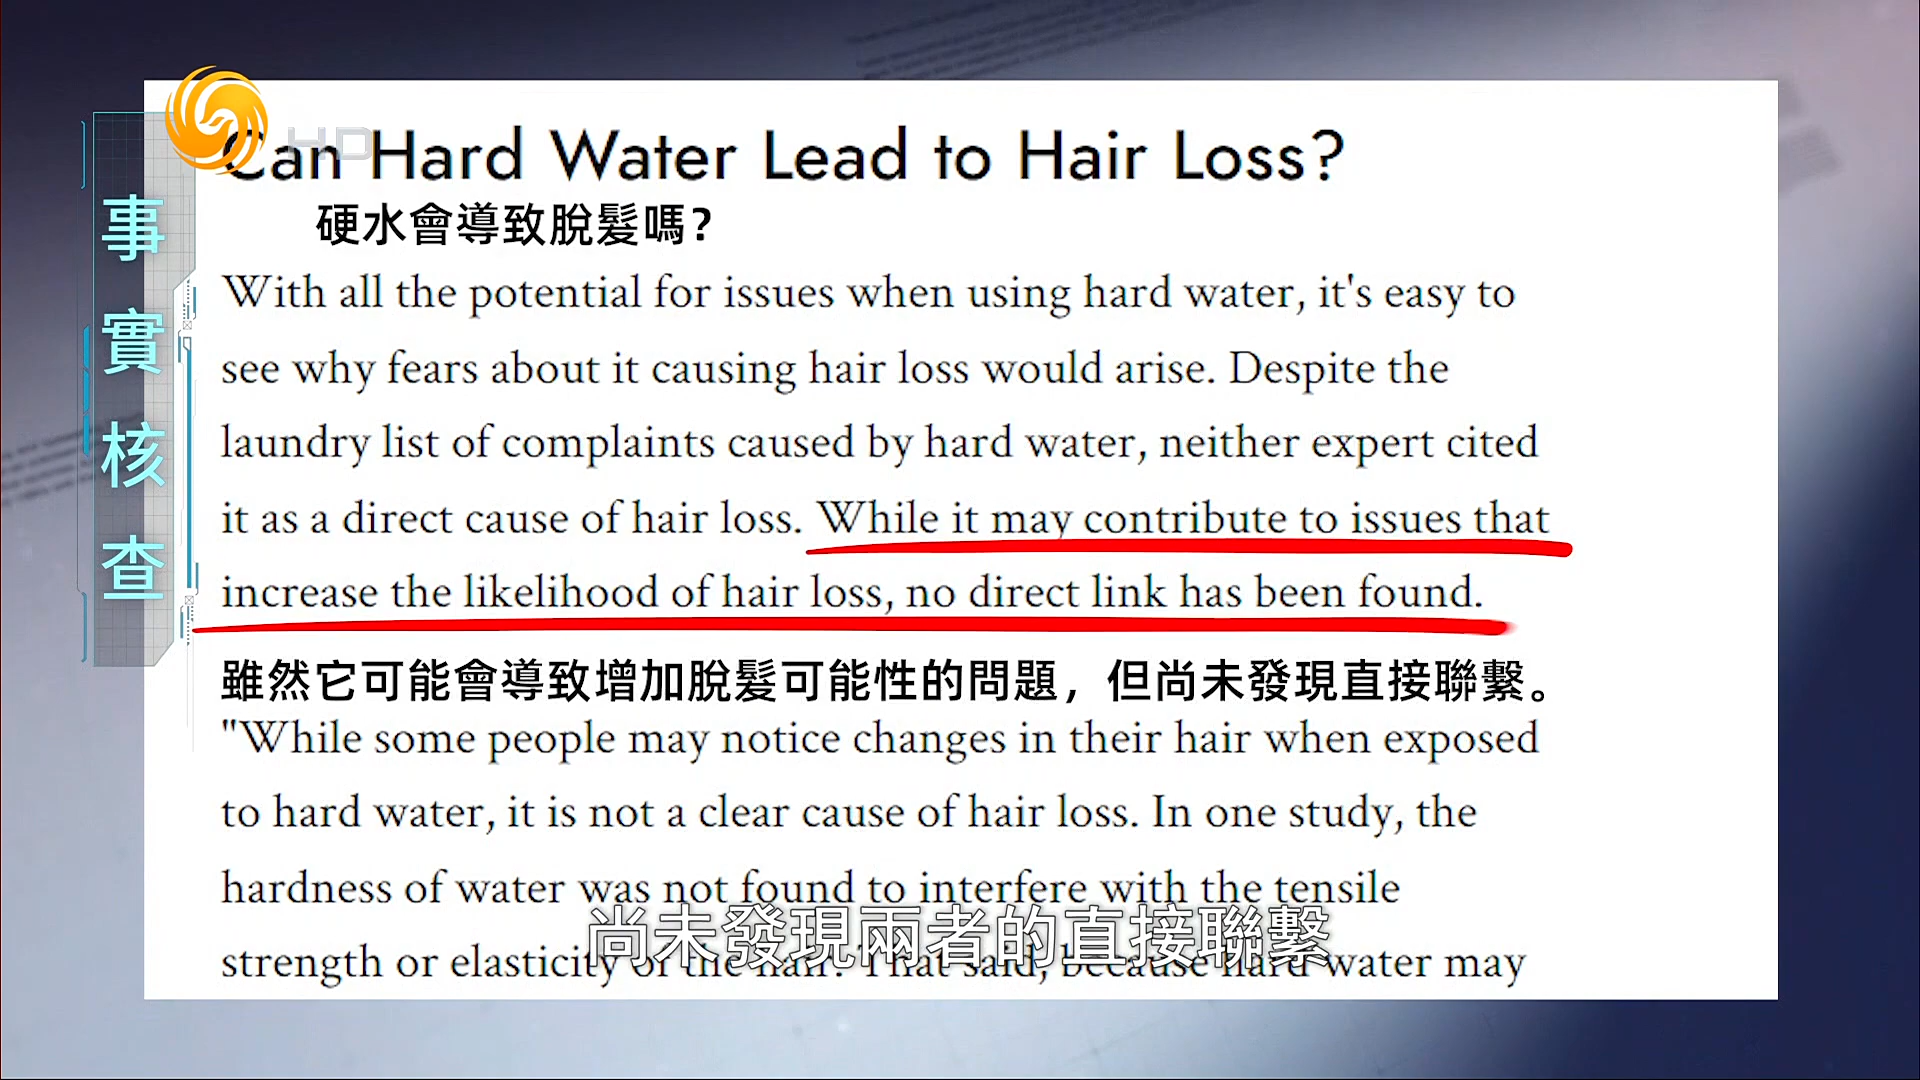 HD
事實核查
Can Hard Water Lead to Hair Loss?
硬水會導致脫髮嗎？
With all the potential for issues when using hard water, it's easy to
see why fears about it causing hair loss would arise. Despite the
laundry list of complaints caused by hard water, neither expert cited
it as a direct cause of hair loss. While it may contribute to issues that
increase the likelihood of hair loss, no direct link has been found.
雖然它可能會導致增加脫髮可能性的問題，但尚未發現直接聯繫。
"While some people may notice changes in their hair when exposed
to hard water, it is not a clear cause of hair loss. In one study, the
hardness of water was not found to interfere with the tensile
strength or elasticity of the hair. That said, because hard water may
尚未發現兩者的直接聯繫